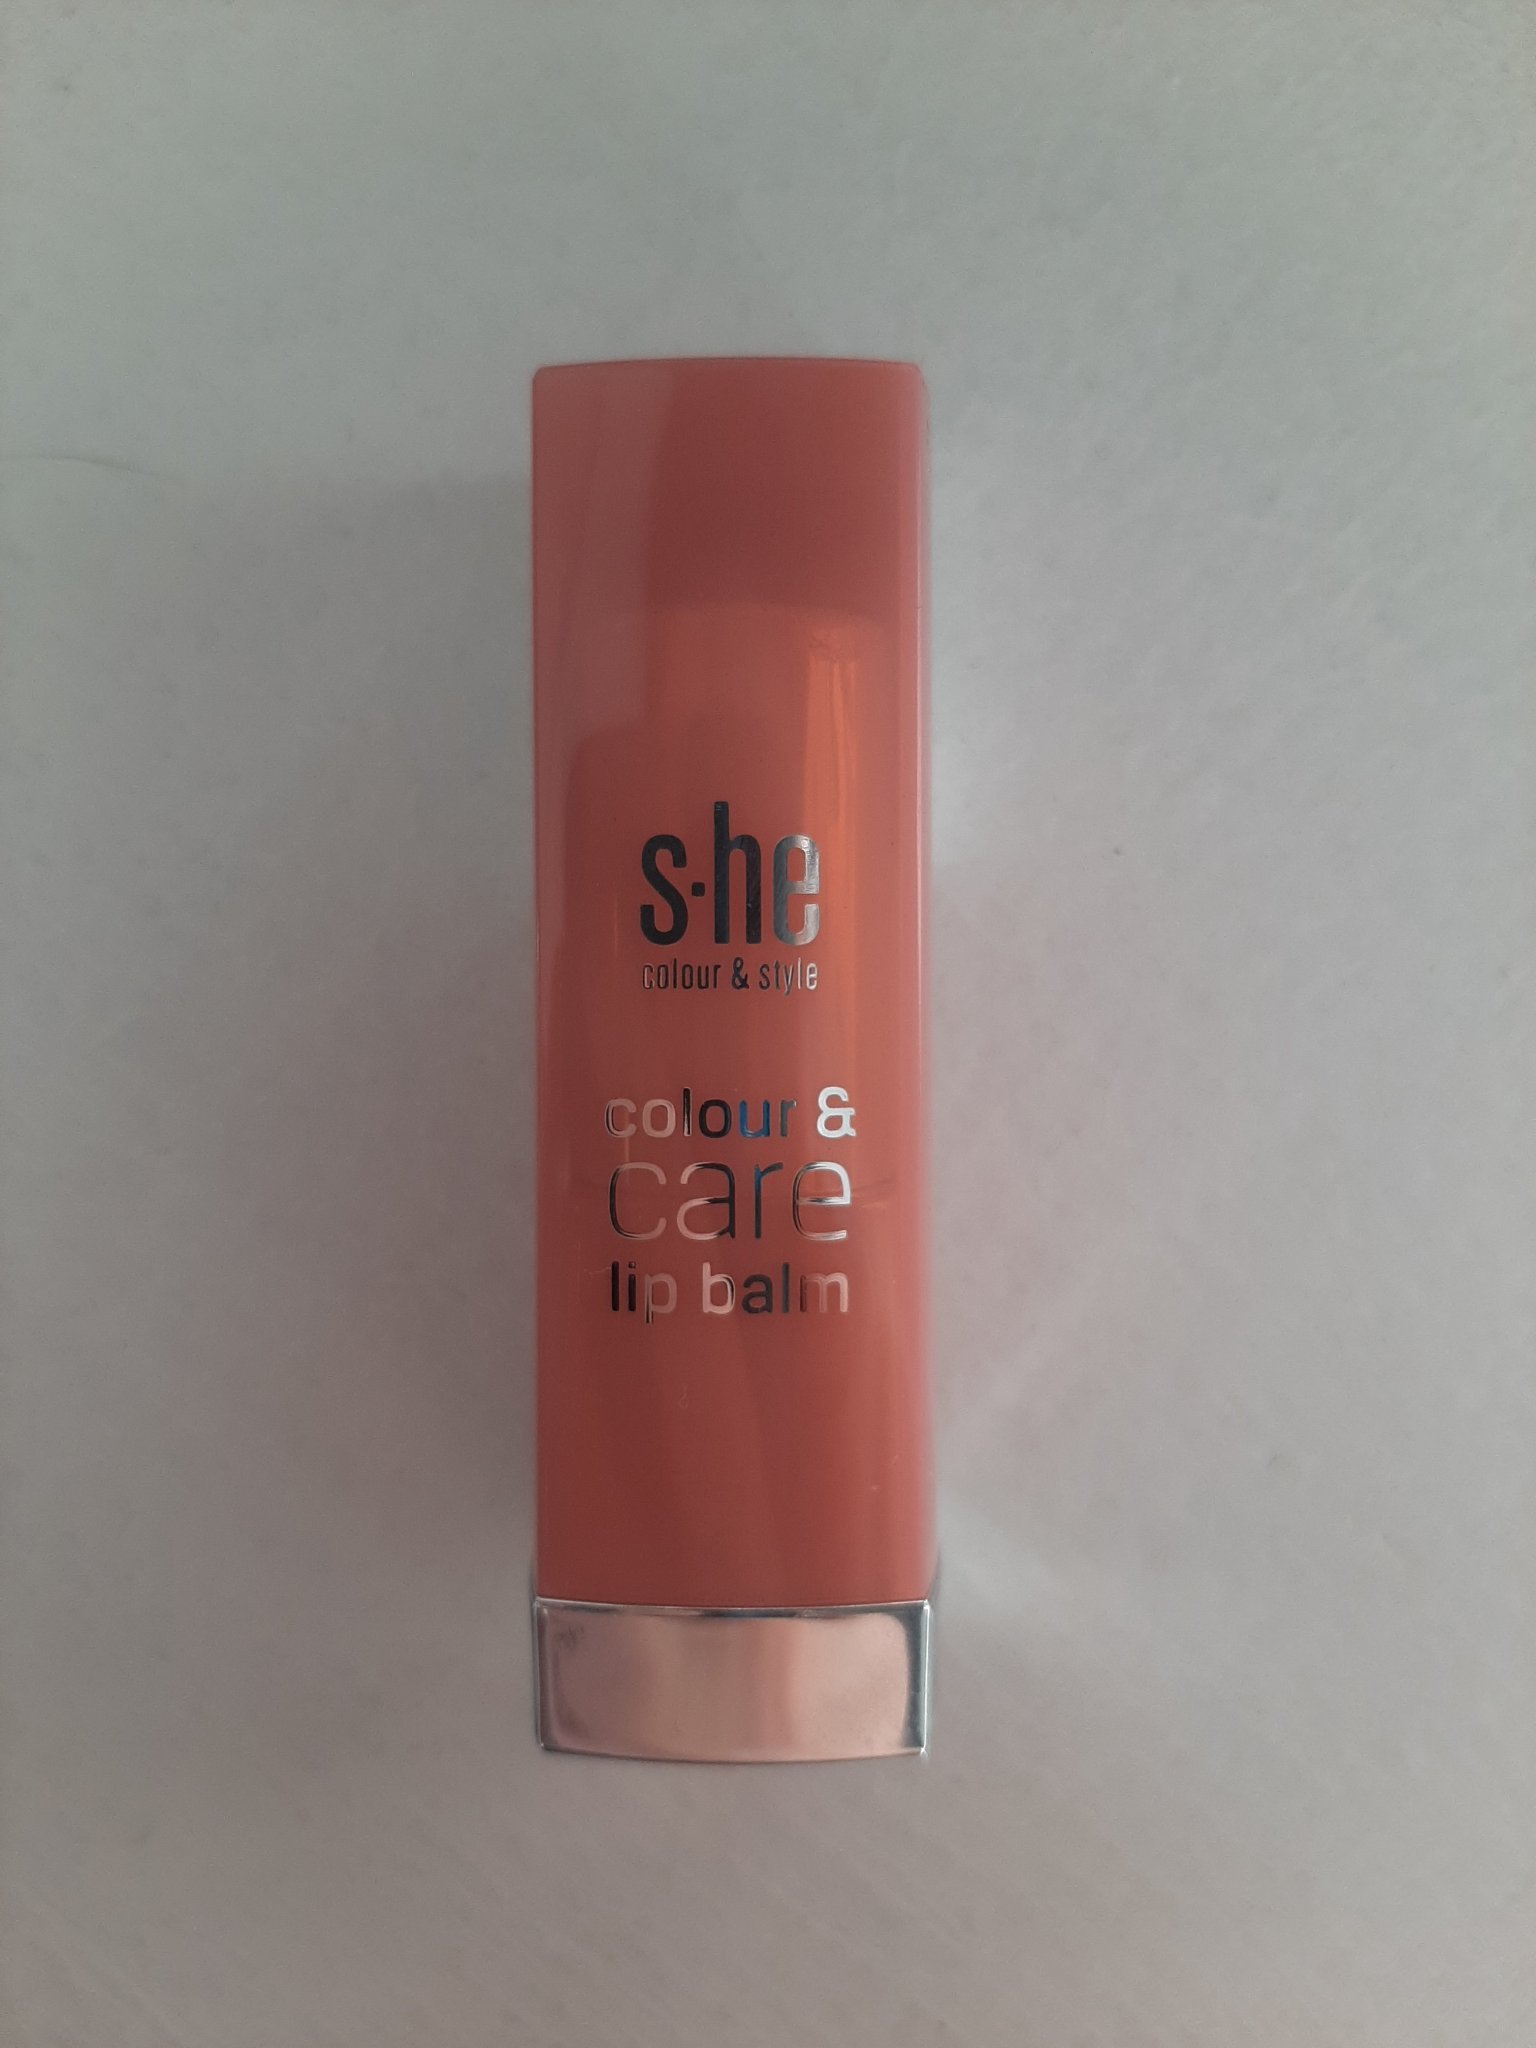 s·he
colour & style
colour &
care
lip balm